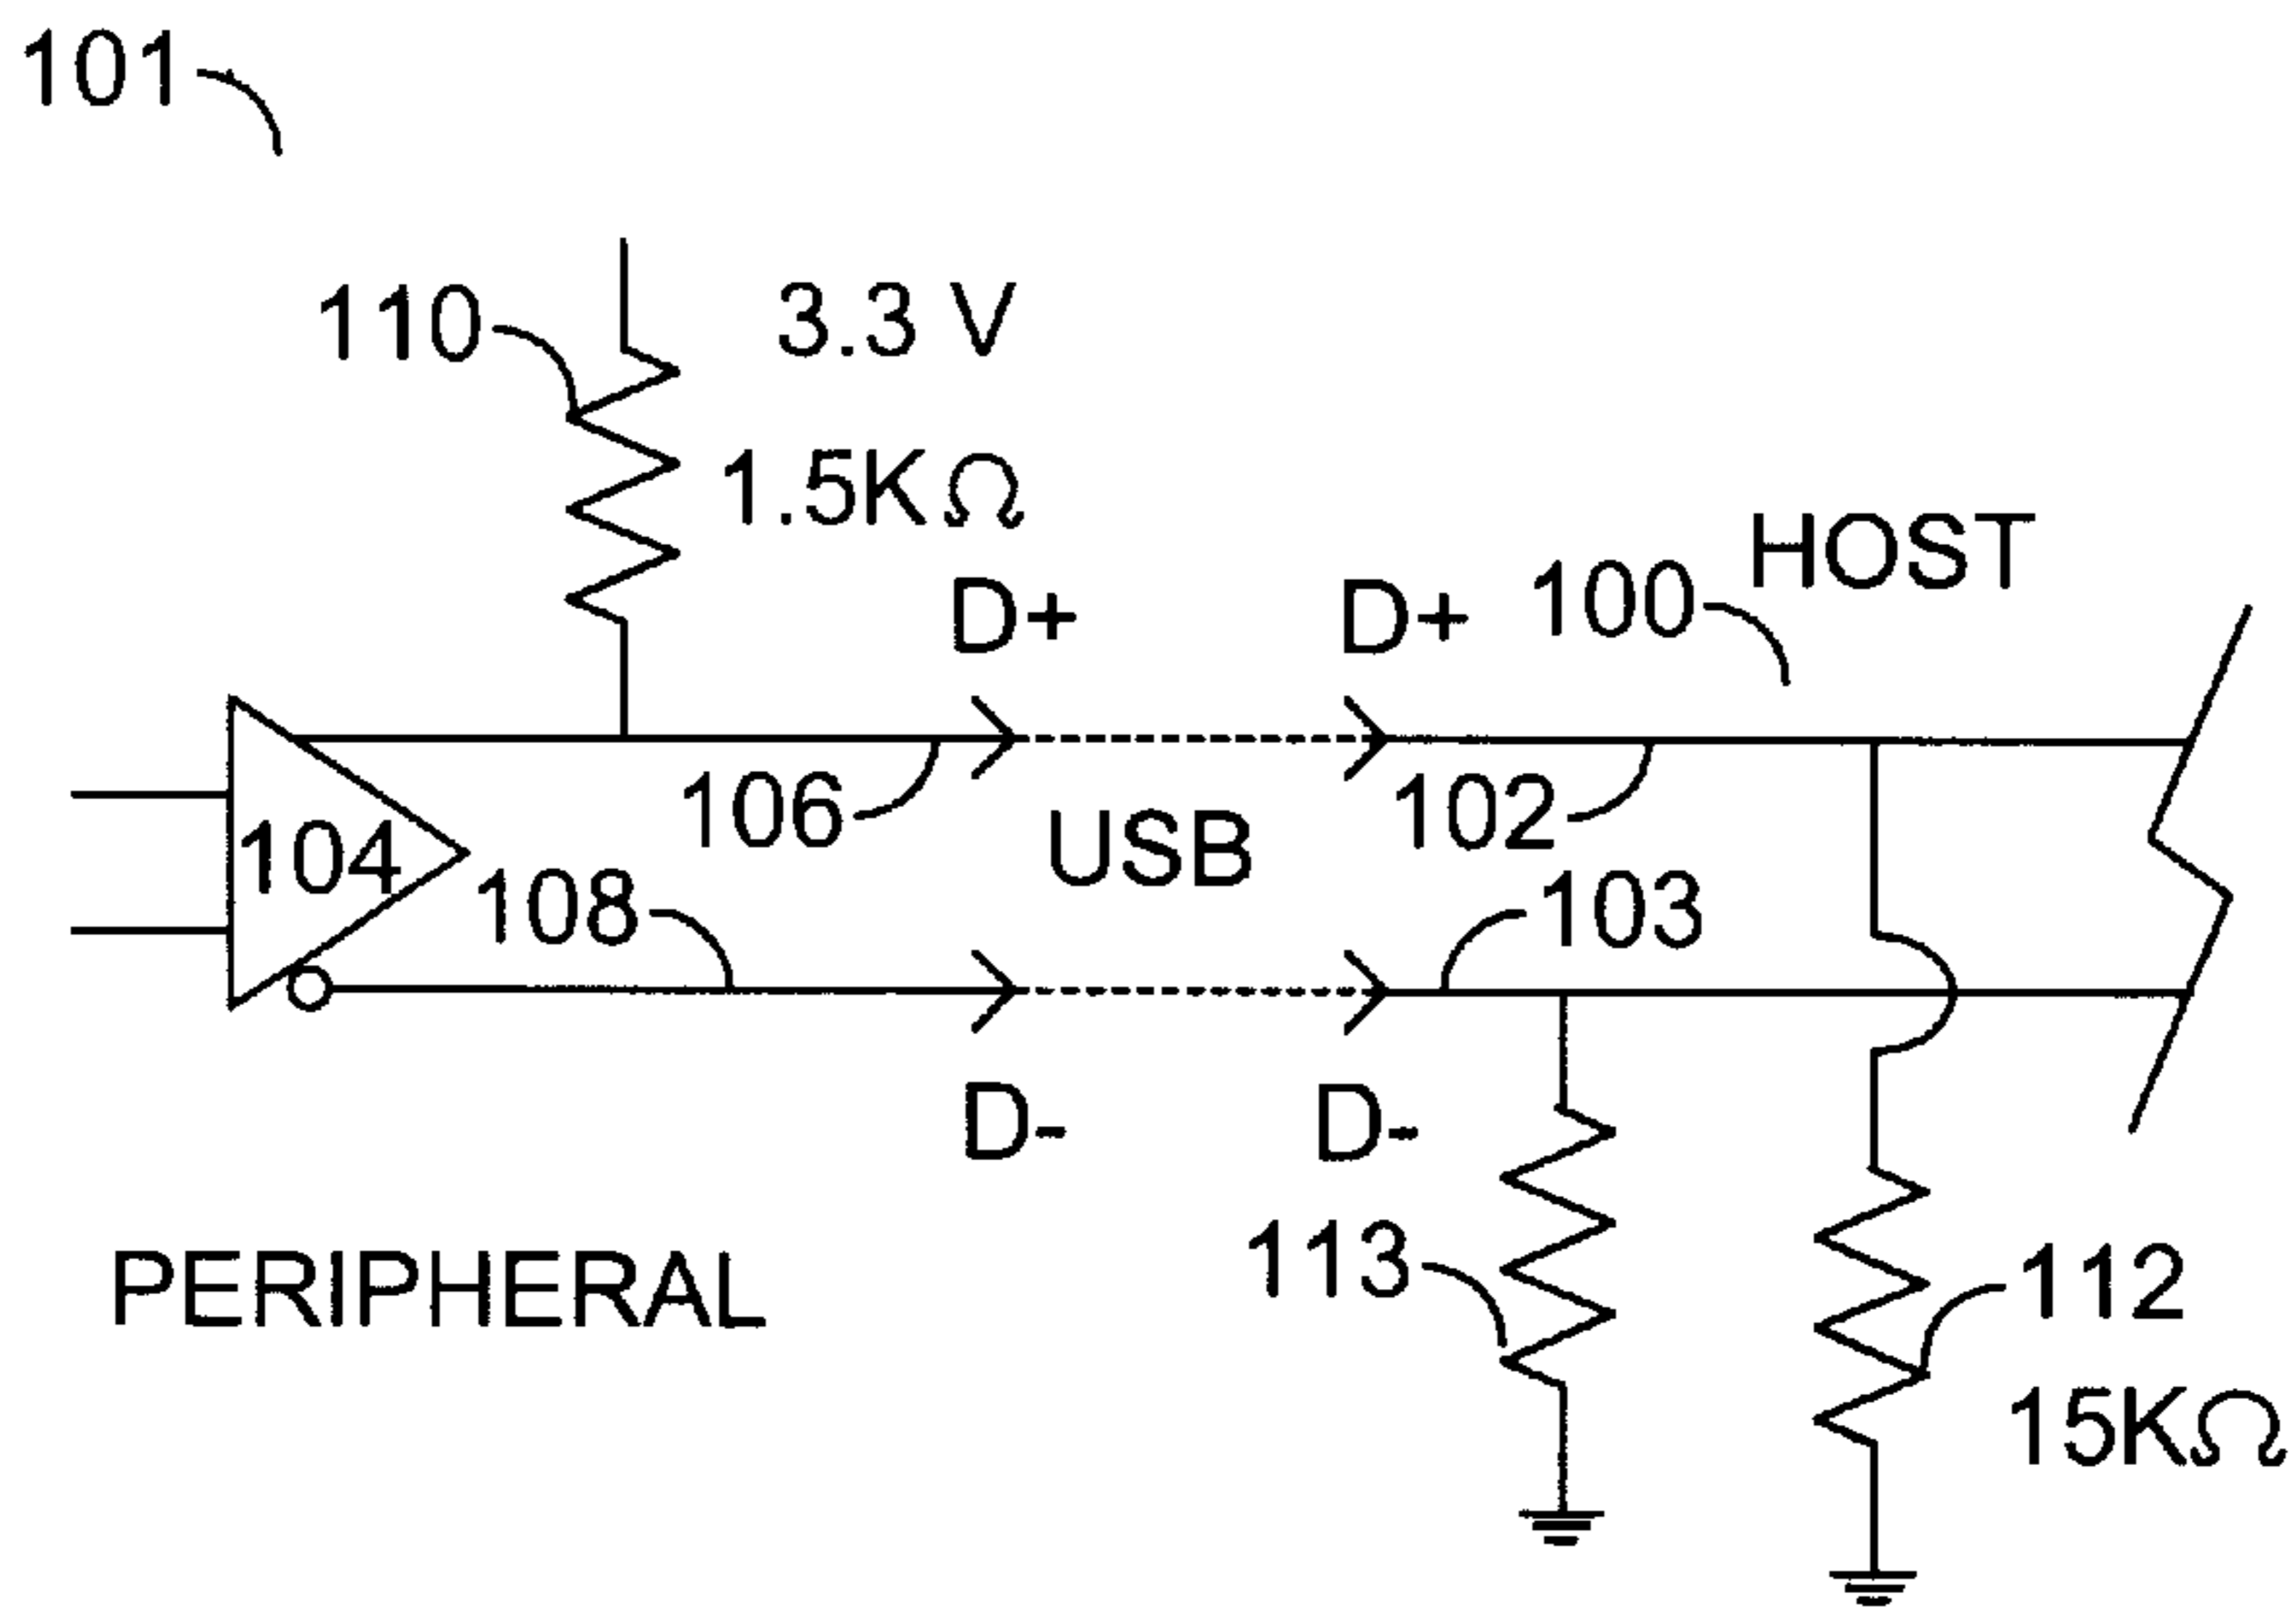 101
110
3.3 V
1.5KΩ
HOST
100
D+
D+
106
102
USB
104
108
103
D-
D-
113
112
PERIPHERAL
15KΩ